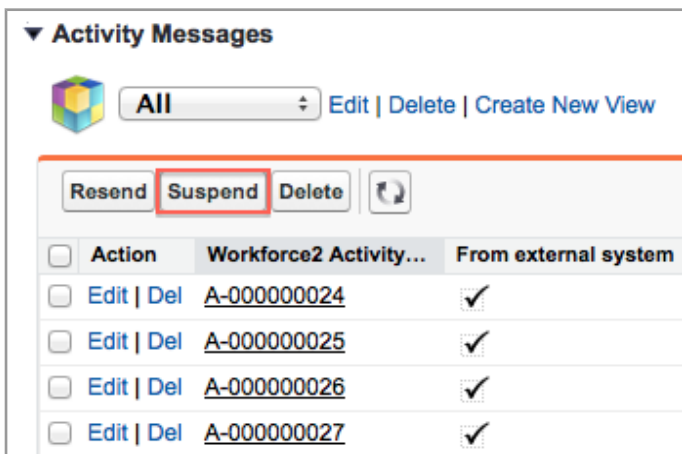 Activity Messages
All Edit | Delete | Create New View
Resend Suspend Delete
Action Workforce2 Activity... From external system
Edit | Del A-000000024
Edit | Del A-000000025
Edit | Del A-000000026
Edit | Del A-000000027